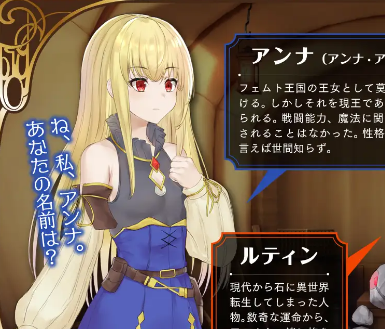 ね、私、アンナ。
あなたの名前は?
アンナ (アンナ・ア
フェムト王国の王女として莫
ける。しかしそれを現王であ
られる。戦闘能力、魔法に関
されることはなかった。性格
言えば世間知らず。
ルティン
現代から石に異世界
転生してしまった人
物。数奇な運命から、